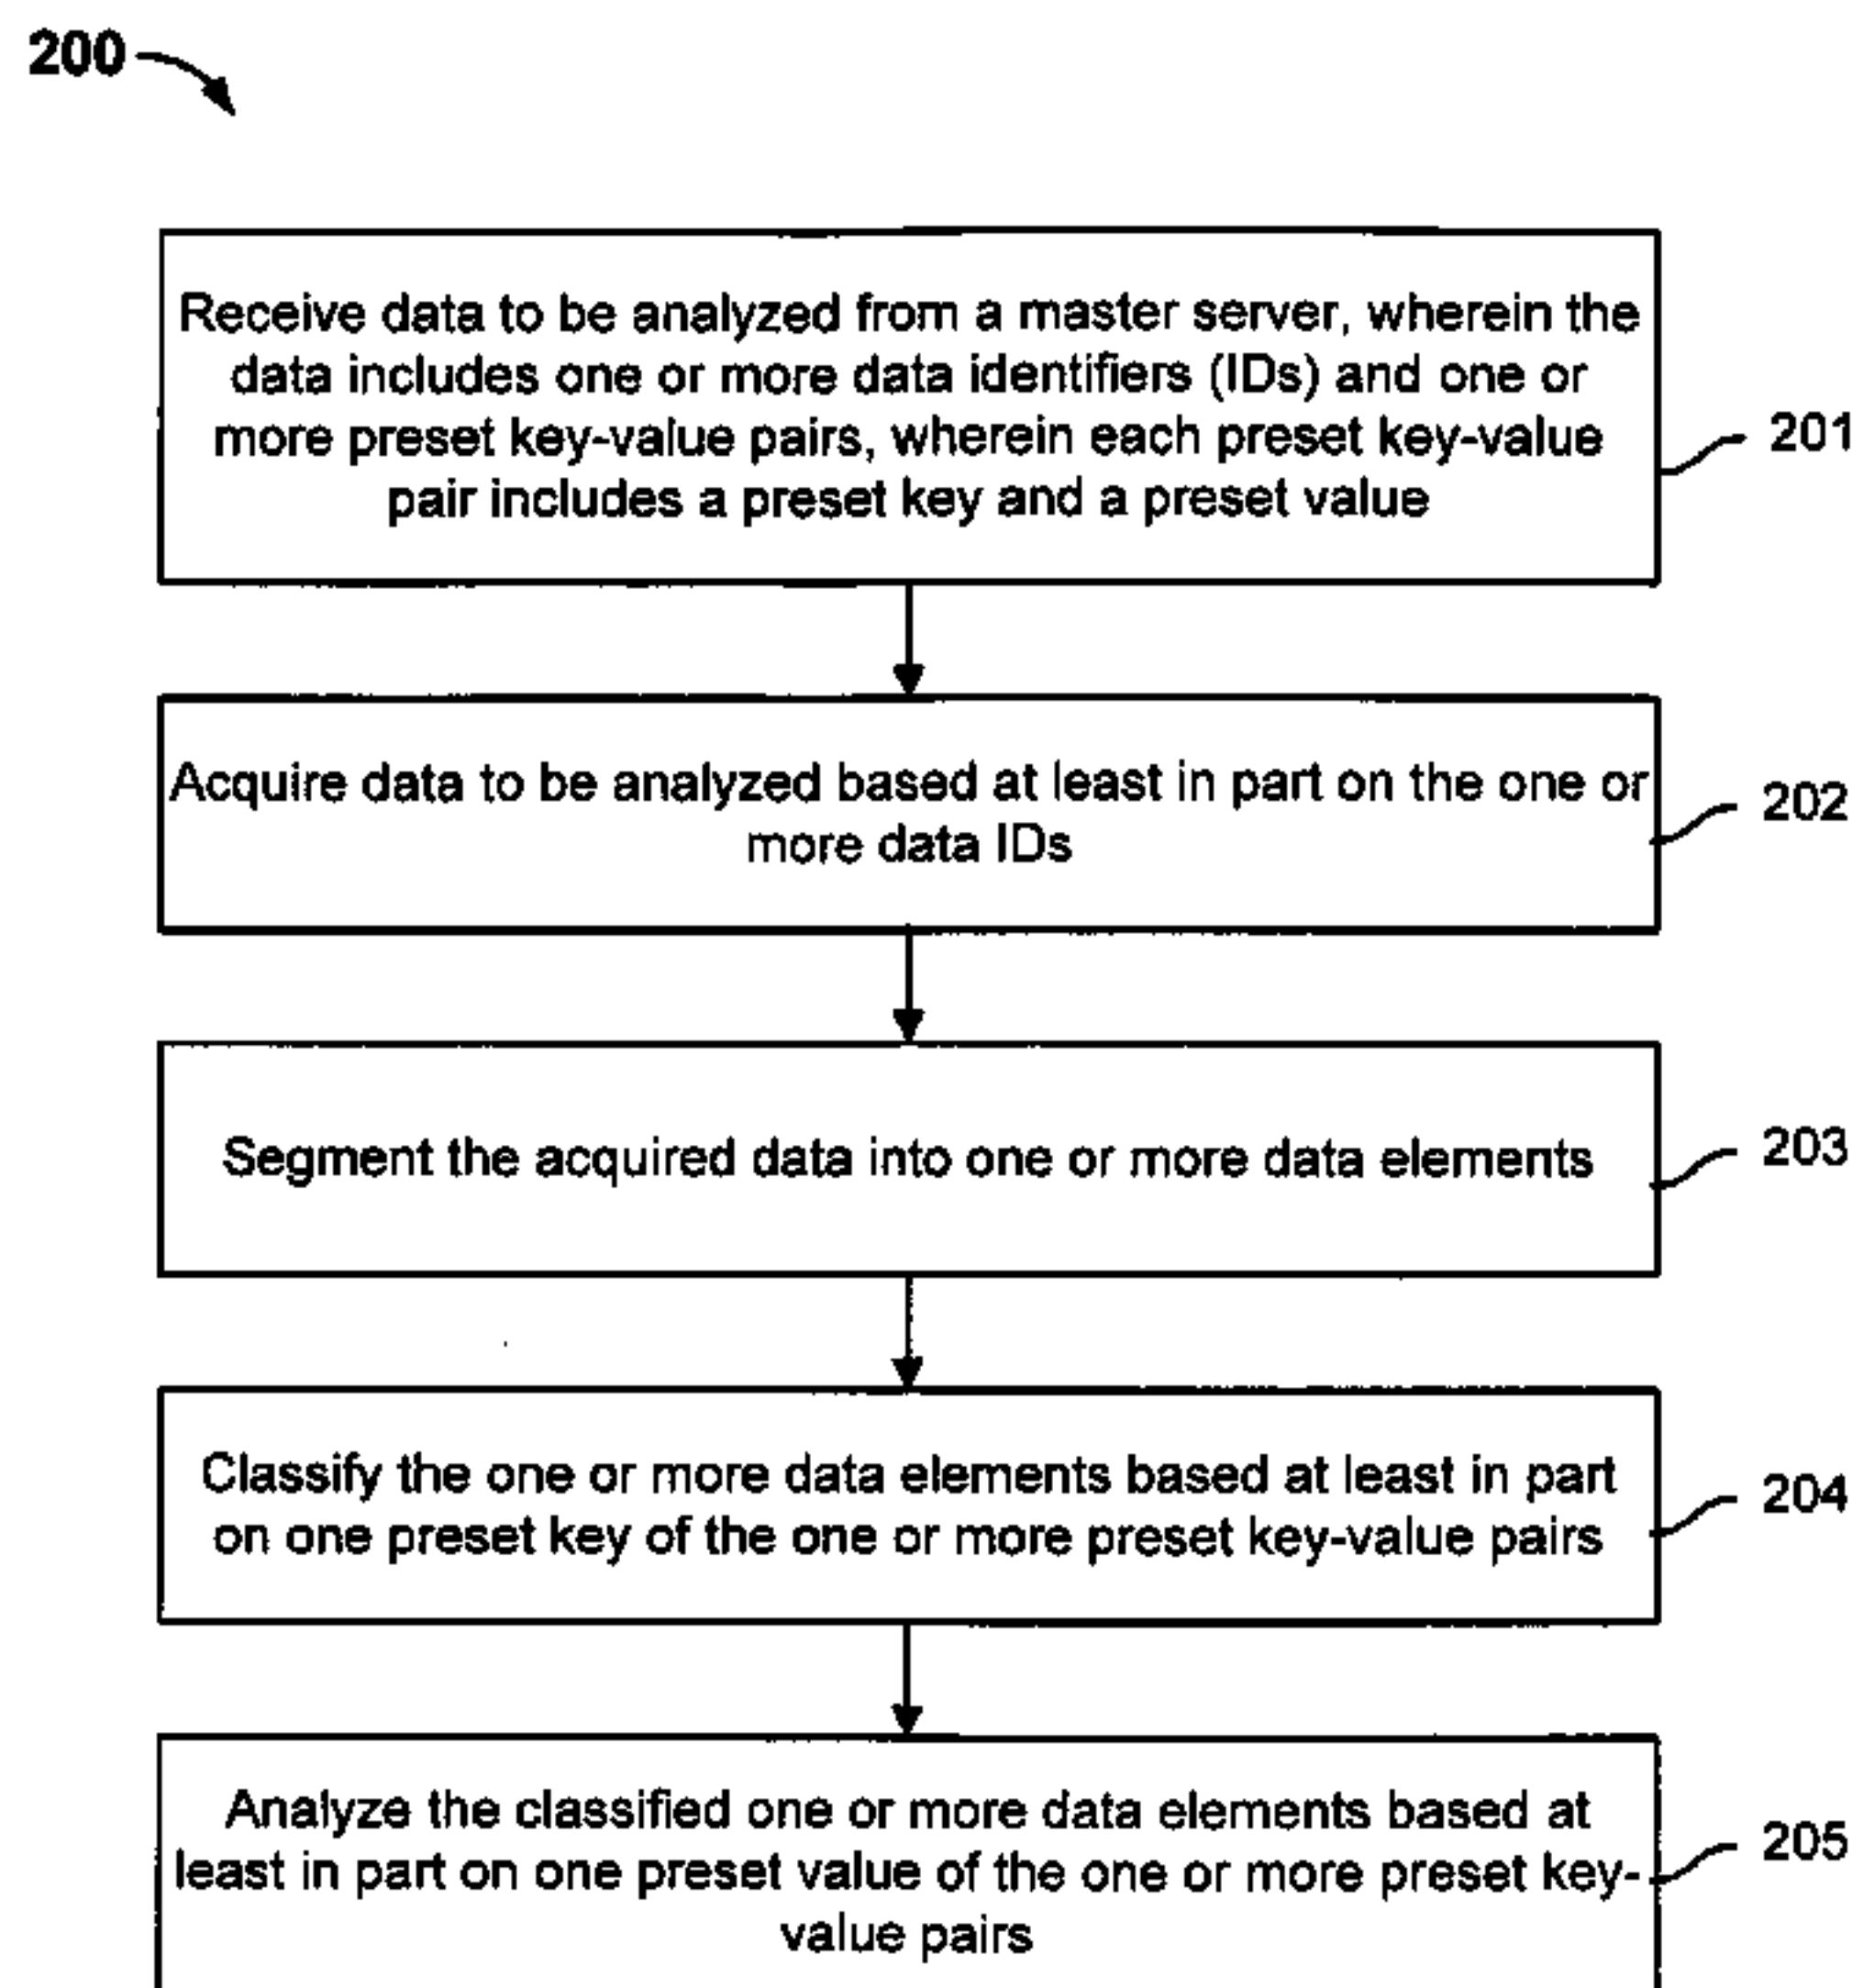 200
Receive data to be analyzed from a master server, wherein the
data includes one or more data identifiers (IDs) and one or
more preset key-value pairs, wherein each preset key-value
pair includes a preset key and a preset value
201
Acquire data to be analyzed based at least in part on the one or
more data IDs
202
Segment the acquired data into one or more data elements
203
Classify the one or more data elements based at least in part
on one preset key of the one or more preset key-value pairs
204
Analyze the classified one or more data elements based at
least in part on one preset value of the one or more preset key-
value pairs
205